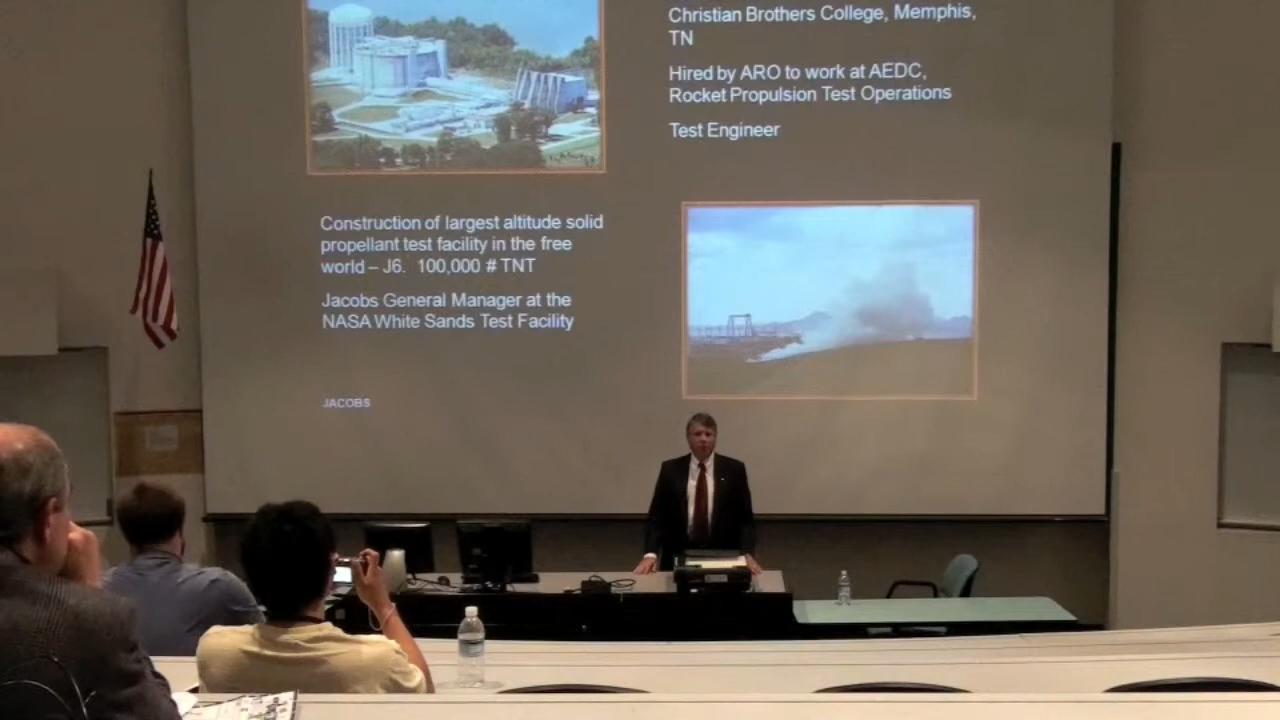 Christian Brothers College, Memphis,
TN
Hired by ARO to work at AEDC,
Rocket Propulsion Test Operations
Test Engineer
Construction of largest altitude solid
propellant test facility in the free
world – J6.  100,000 # TNT
Jacobs General Manager at the
NASA White Sands Test Facility
JACOBS